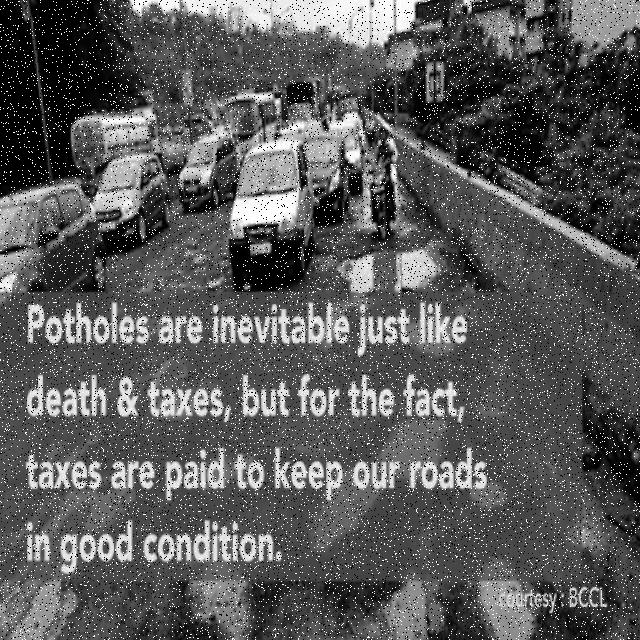 Potholes are inevitable just like
death & taxes, but for the fact,
taxes are paid to keep our roads
in good condition.
courtesy : BCCL